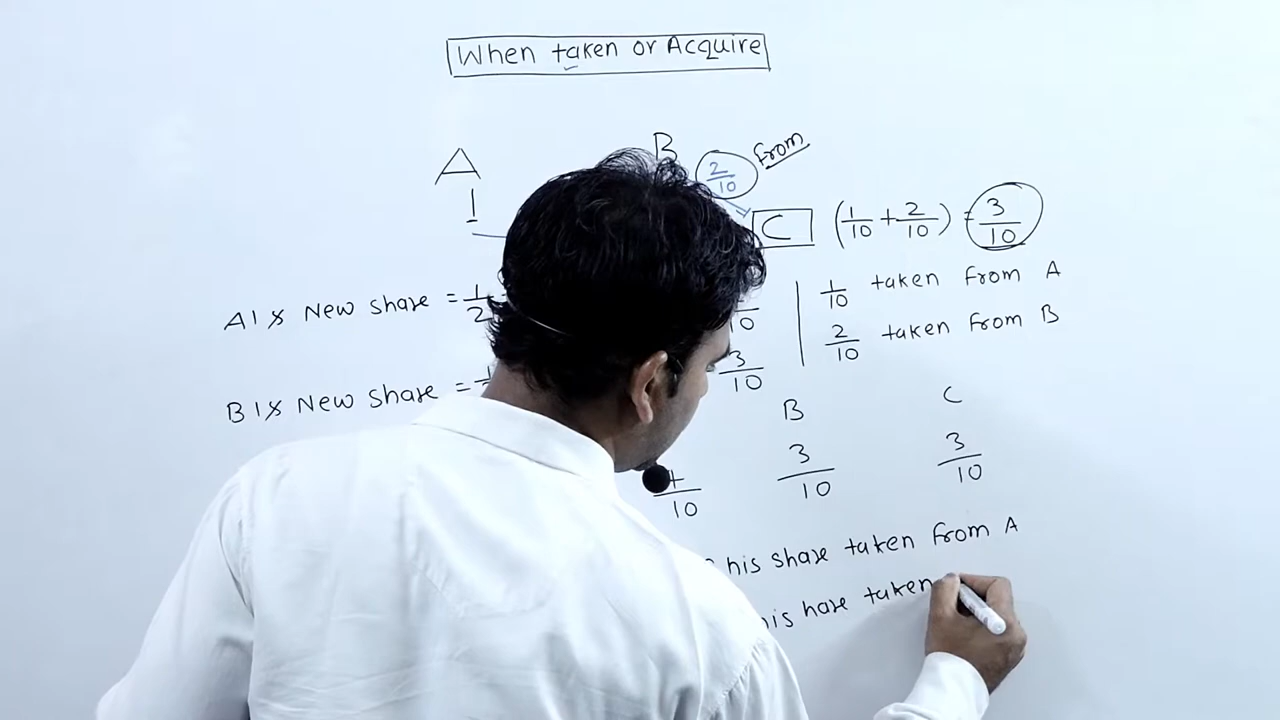 When taken or Acquire
A B 2/10 from
1 C (1/10 + 2/10) = 3/10
A's New share = 1/2 10 | 1/10 taken from A
2/10 taken from B
B's New share = 3/10
B C
10 3/10 3/10
his share taken from A
his hare taken